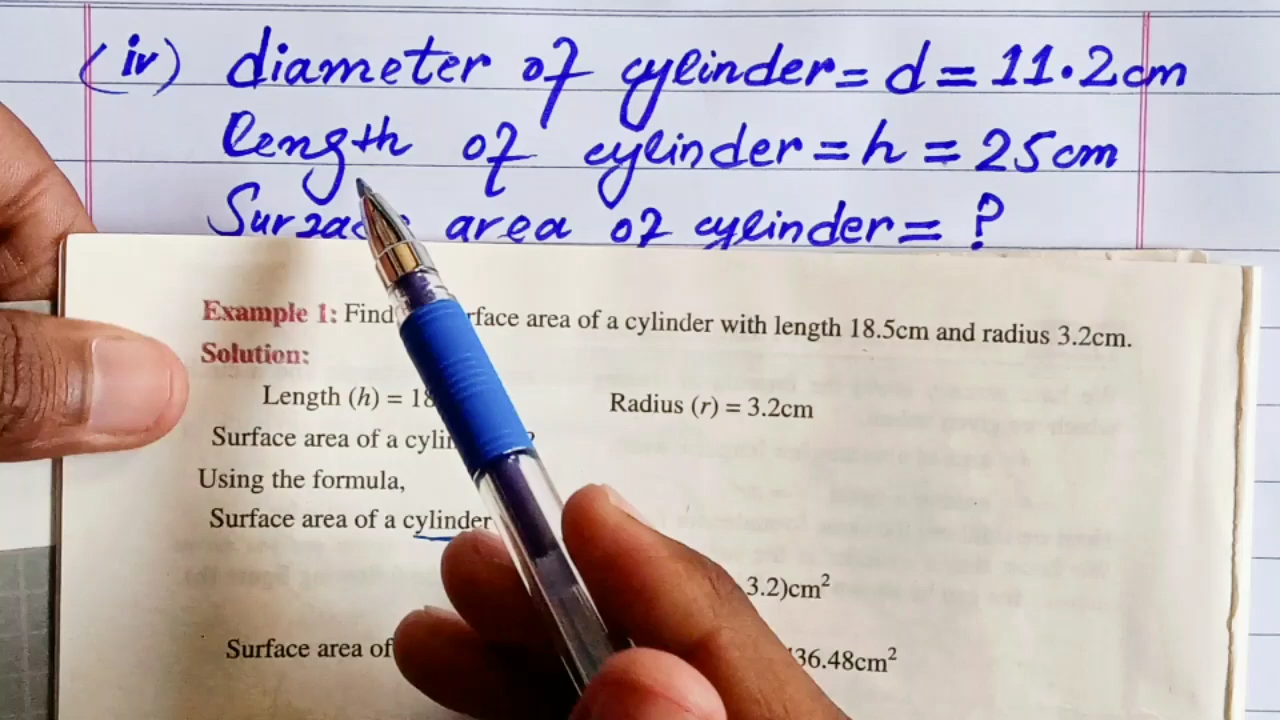 (iv) diameter of cylinder = d = 11.2cm
length of cylinder = h = 25cm
Surface area of cylinder = ?
Example 1: Find rface area of a cylinder with length 18.5cm and radius 3.2cm.
Solution:
Length (h) = 18 Radius (r) = 3.2cm
Surface area of a cylin ?
Using the formula,
Surface area of a cylinder
3.2)cm²
Surface area of 36.48cm²